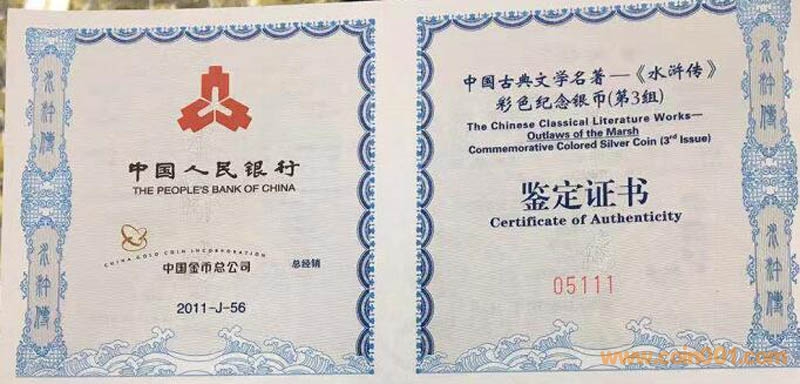 水浒传
中国人民银行
THE PEOPLE'S BANK OF CHINA
CHINA GOLD COIN INCORPORATION
中国金币总公司 总经销
2011-J-56
水浒传
中国古典文学名著—《水浒传》
彩色纪念银币(第3组)
The Chinese Classical Literature Works—
Outlaws of the Marsh
Commemorative Colored Silver Coin (3rd Issue)
鉴定证书
Certificate of Authenticity
05111
水浒传
水浒传
www.coin001.com